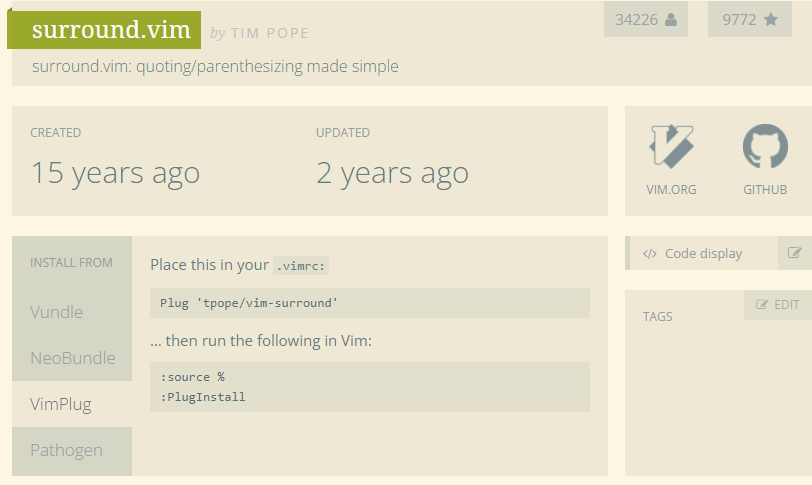 surround.vim by TIM POPE 34226 9772
surround.vim: quoting/parenthesizing made simple
CREATED UPDATED
15 years ago 2 years ago
VIM.ORG GITHUB
INSTALL FROM
Vundle
NeoBundle
VimPlug
Pathogen
Place this in your .vimrc:
Plug 'tpope/vim-surround'
... then run the following in Vim:
:source %
:PlugInstall
</> Code display
TAGS EDIT